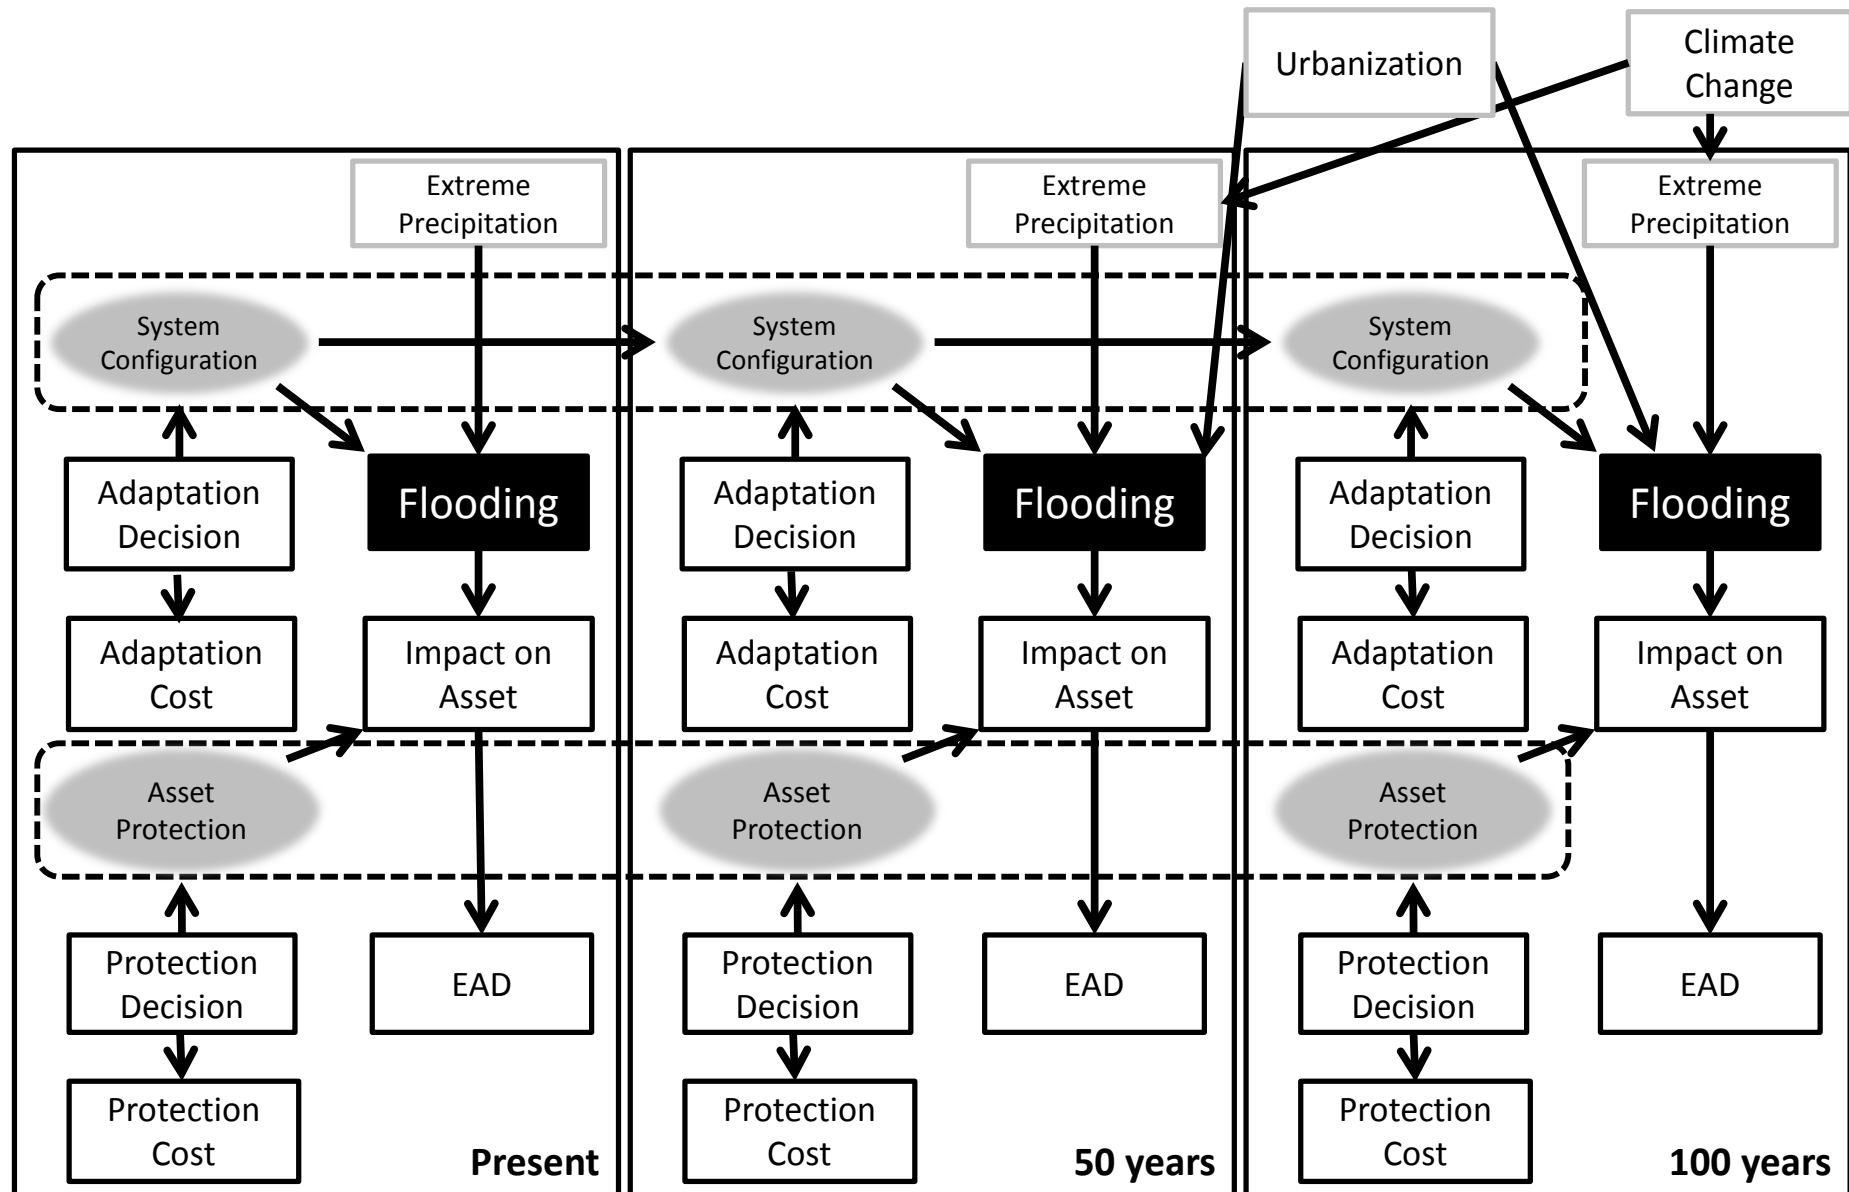 Urbanization
Climate
Change
Extreme
Precipitation
System
Configuration
Adaptation
Decision
Flooding
Adaptation
Cost
Impact on
Asset
Asset
Protection
Protection
Decision
EAD
Protection
Cost
Present
Extreme
Precipitation
System
Configuration
Adaptation
Decision
Flooding
Adaptation
Cost
Impact on
Asset
Asset
Protection
Protection
Decision
EAD
Protection
Cost
50 years
Extreme
Precipitation
System
Configuration
Adaptation
Decision
Flooding
Adaptation
Cost
Impact on
Asset
Asset
Protection
Protection
Decision
EAD
Protection
Cost
100 years